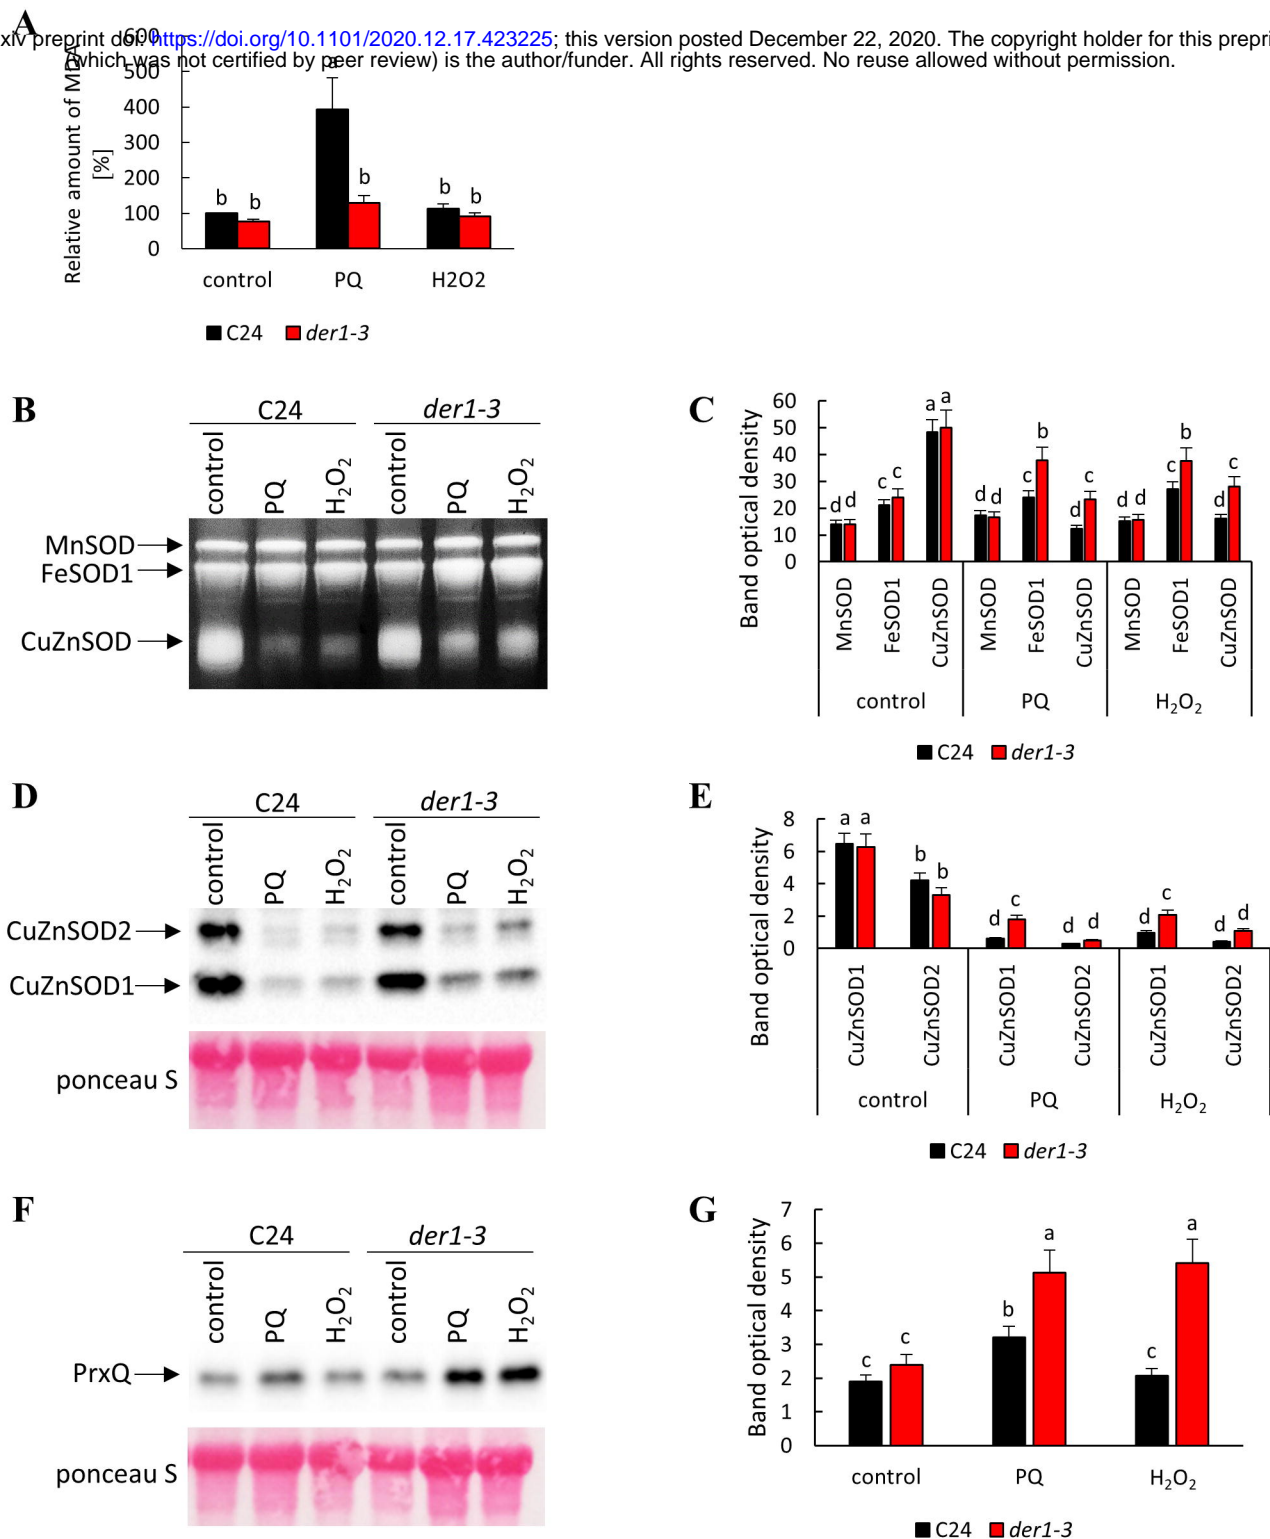 A
xiv preprint doi: https://doi.org/10.1101/2020.12.17.423225; this version posted December 22, 2020. The copyright holder for this prepri
(which was not certified by peer review) is the author/funder. All rights reserved. No reuse allowed without permission.
Relative amount of MDA
[%]
600
500
400
300
200
100
0
b b
a b
b b
control PQ H2O2
C24 der1-3
B
C24 der1-3
control PQ H2O2 control PQ H2O2
MnSOD
FeSOD1
CuZnSOD
C
Band optical density
60
50
40
30
20
10
0
d d c c a a d d c b d c d d c b d c
MnSOD FeSOD1 CuZnSOD MnSOD FeSOD1 CuZnSOD MnSOD FeSOD1 CuZnSOD
control PQ H2O2
C24 der1-3
D
C24 der1-3
control PQ H2O2 control PQ H2O2
CuZnSOD2
CuZnSOD1
ponceau S
E
Band optical density
8
6
4
2
0
a a b b d c d d d c d d
CuZnSOD1 CuZnSOD2 CuZnSOD1 CuZnSOD2 CuZnSOD1 CuZnSOD2
control PQ H2O2
C24 der1-3
F
C24 der1-3
control PQ H2O2 control PQ H2O2
PrxQ
ponceau S
G
Band optical density
7
6
5
4
3
2
1
0
c c b a c a
control PQ H2O2
C24 der1-3